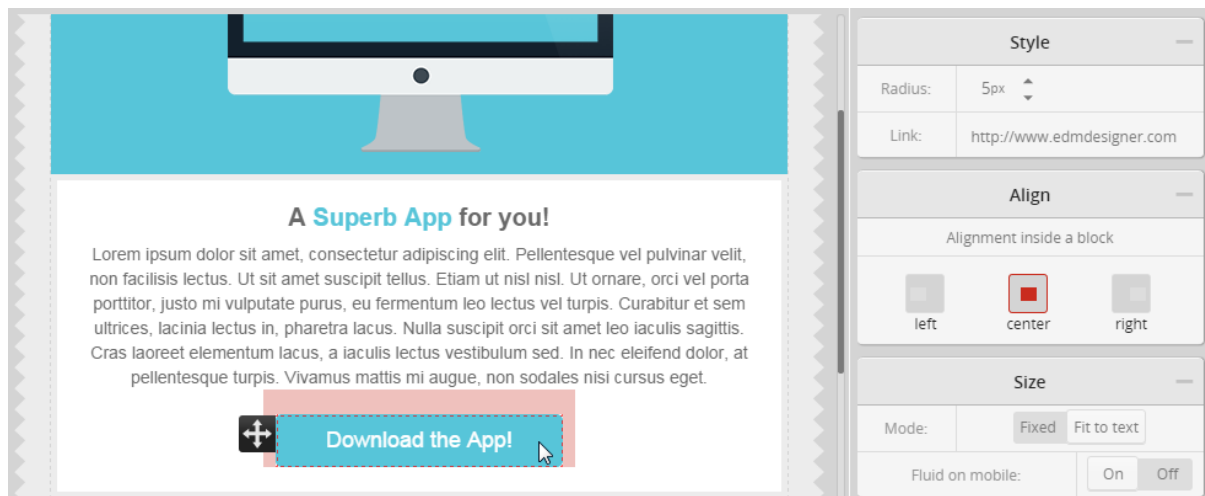 A Superb App for you!
Lorem ipsum dolor sit amet, consectetur adipiscing elit. Pellentesque vel pulvinar velit,
non facilisis lectus. Ut sit amet suscipit tellus. Etiam ut nisl nisl. Ut ornare, orci vel porta
porttitor, justo mi vulputate purus, eu fermentum leo lectus vel turpis. Curabitur et sem
ultrices, lacinia lectus in, pharetra lacus. Nulla suscipit orci sit amet leo iaculis sagittis.
Cras laoreet elementum lacus, a iaculis lectus vestibulum sed. In nec eleifend dolor, at
pellentesque turpis. Vivamus mattis mi augue, non sodales nisi cursus eget.
Download the App!
Style
Radius: 5px
Link: http://www.edmdesigner.com
Align
Alignment inside a block
left center right
Size
Mode: Fixed Fit to text
Fluid on mobile: On Off